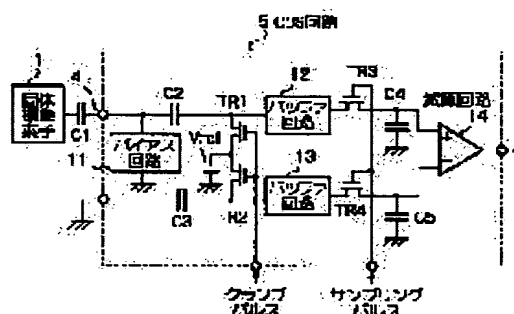 5 CDS回路
1
固体
撮像
素子
C1
4
C2
TR1
12
バッファ
回路
TR3
C4
減算回路
14
11
バイアス
回路
Vref
C3
13
バッファ
回路
TR4
C5
クランプ
パルス
サンプリング
パルス